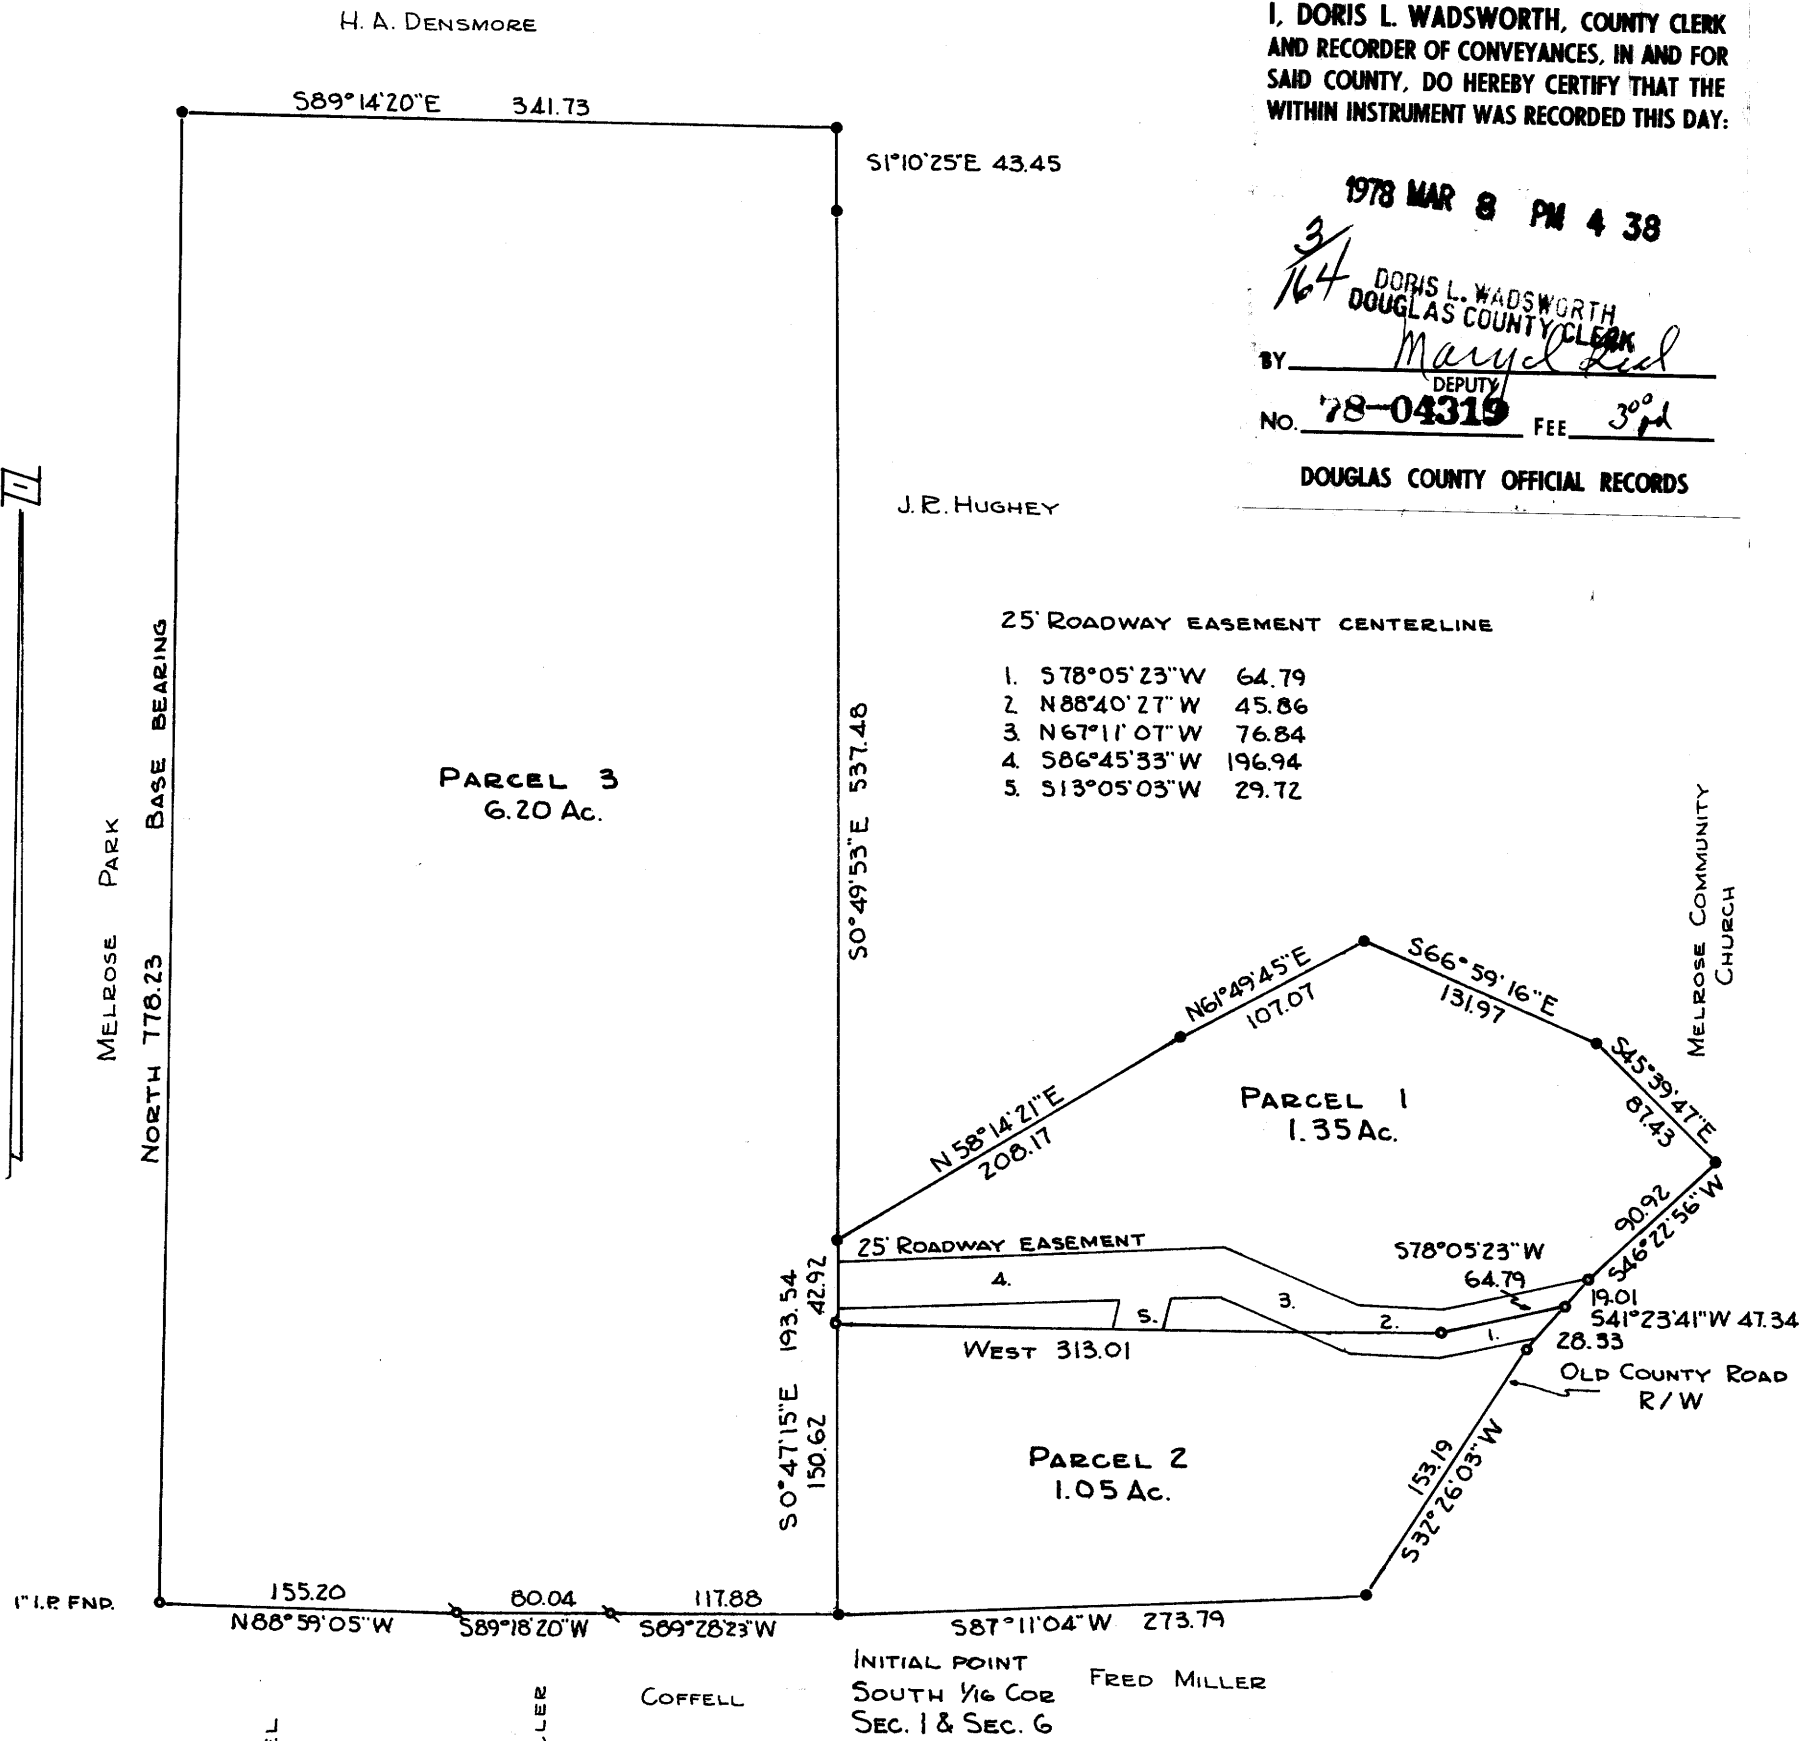 H. A. DENSMORE
I, DORIS L. WADSWORTH, COUNTY CLERK
AND RECORDER OF CONVEYANCES, IN AND FOR
SAID COUNTY, DO HEREBY CERTIFY THAT THE
WITHIN INSTRUMENT WAS RECORDED THIS DAY:
1978 MAR 8 PM 4 38
3/164
DORIS L. WADSWORTH
DOUGLAS COUNTY CLERK
BY
DEPUTY
NO. 78-04319 FEE 3⁰⁰ pd
DOUGLAS COUNTY OFFICIAL RECORDS
S89°14'20"E 341.73
S1°10'25"E 43.45
J. R. HUGHEY
25' ROADWAY EASEMENT CENTERLINE
1. S78°05'23"W 64.79
2 N88°40'27"W 45.86
3. N67°11'07"W 76.84
4. S86°45'33"W 196.94
5. S13°05'03"W 29.72
PARCEL 3
6.20 AC.
MELROSE PARK
NORTH 778.23 BASE BEARING
S0°49'53"E 537.48
MELROSE COMMUNITY
CHURCH
N61°49'45"E
107.07
S66°59'16"E
131.97
S45°39'47"E
87.43
N58°14'21"E
208.17
PARCEL 1
1.35 AC.
90.92
S46°22'56"W
25' ROADWAY EASEMENT
S78°05'23"W
64.79
4.
3.
5.
2.
1.
19.01
S41°23'41"W 47.34
28.33
WEST 313.01
OLD COUNTY ROAD
R/W
S0°47'15"E 193.54
42.92
150.62
PARCEL 2
1.05 AC.
153.19
S32°26'03"W
1" I.P. FND.
155.20
N88°59'05"W
80.04
S89°18'20"W
117.88
S89°28'23"W
S87°11'04"W 273.79
INITIAL POINT
SOUTH 1/16 COR
SEC. 1 & SEC. 6
FRED MILLER
COFFELL